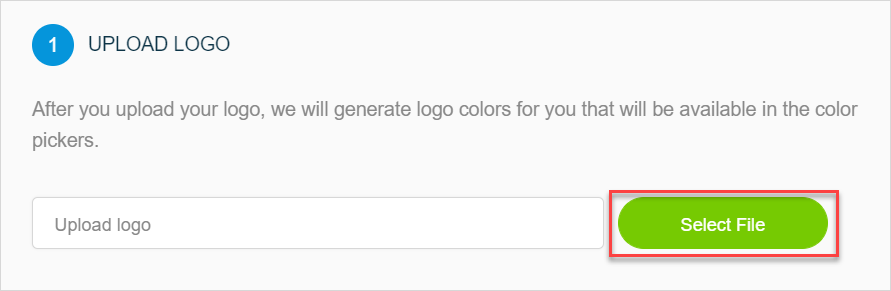 1 UPLOAD LOGO
After you upload your logo, we will generate logo colors for you that will be available in the color
pickers.
Upload logo Select File